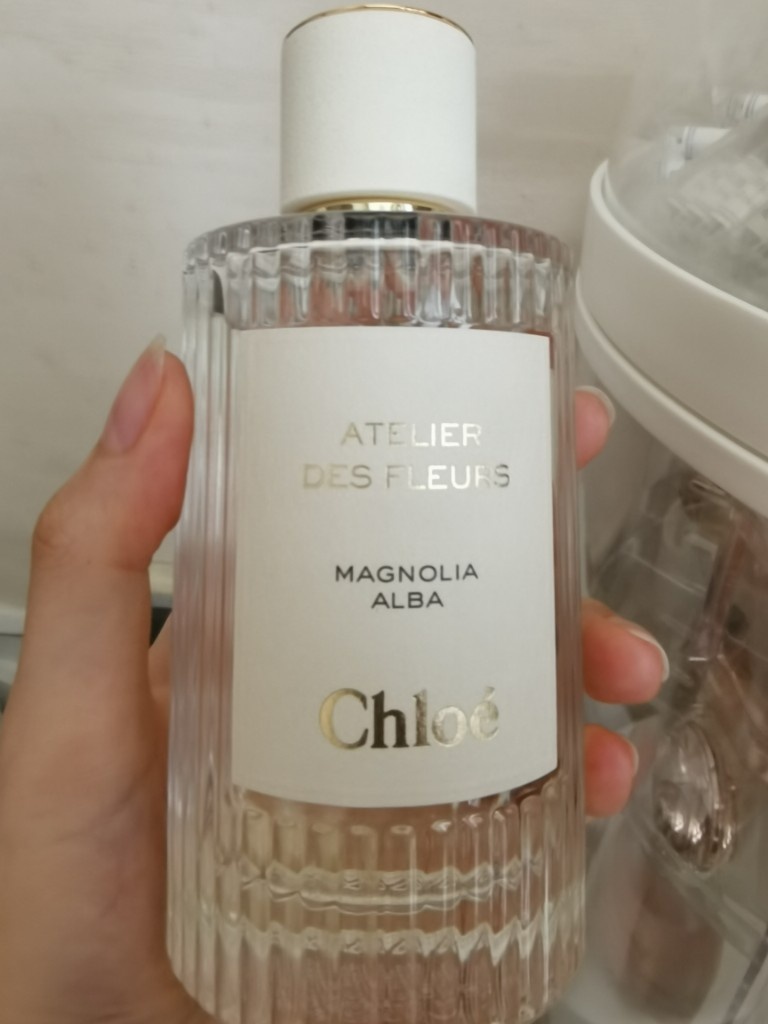 ATELIER
DES FLEURS
MAGNOLIA
ALBA
Chloé